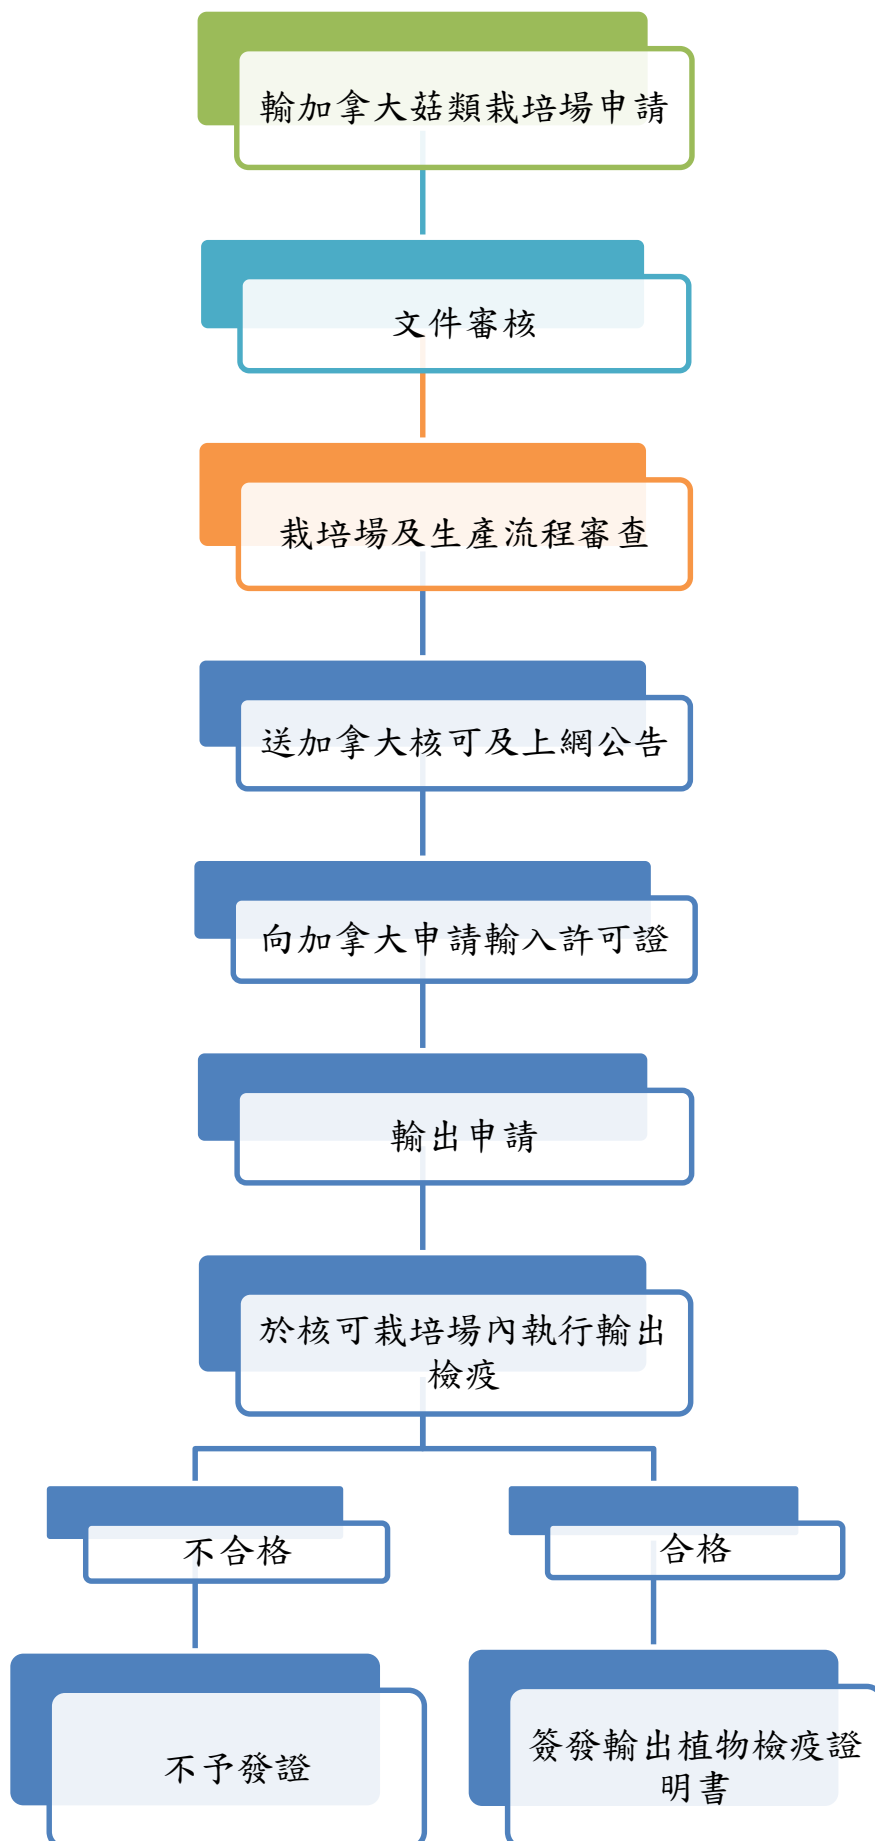 輸加拿大菇類栽培場申請
文件審核
栽培場及生產流程審查
送加拿大核可及上網公告
向加拿大申請輸入許可證
輸出申請
於核可栽培場內執行輸出
檢疫
不合格
合格
不予發證
簽發輸出植物檢疫證
明書